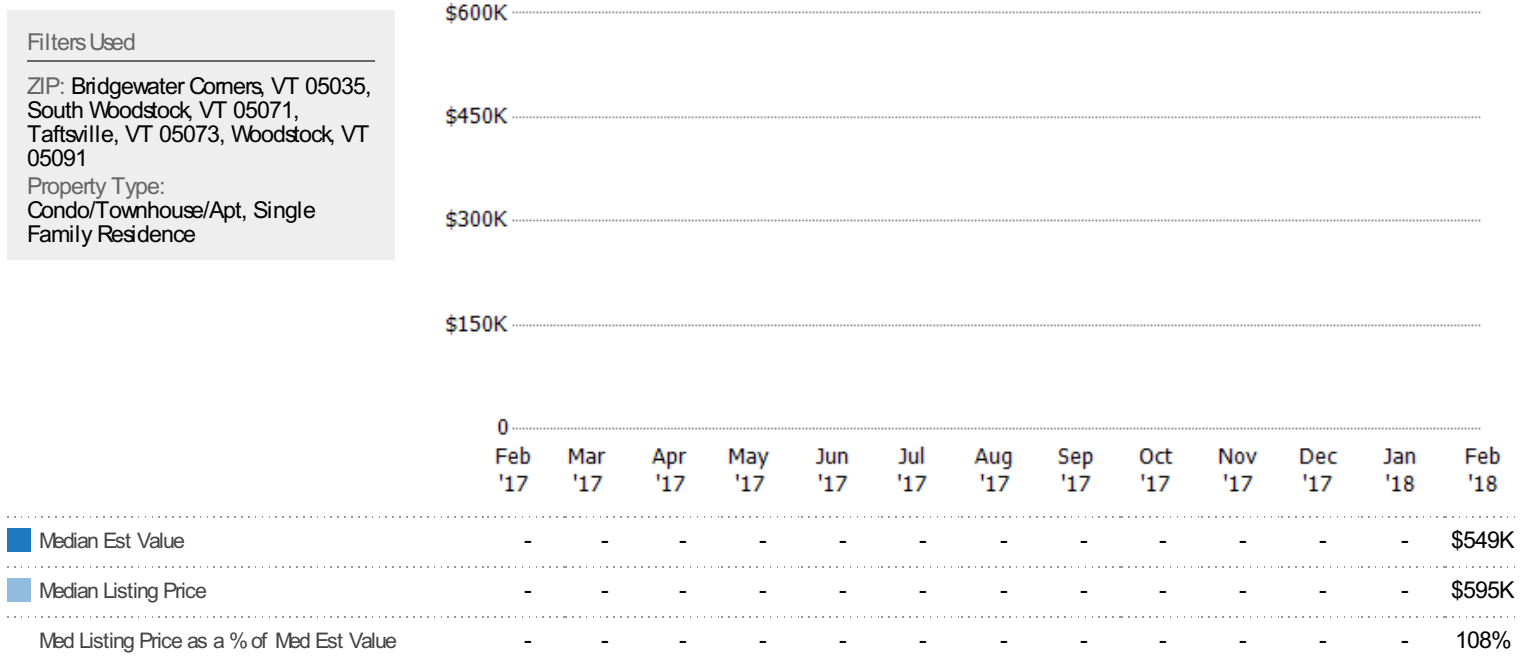 Filters Used
ZIP: Bridgewater Corners, VT 05035,
South Woodstock, VT 05071,
Taftsville, VT 05073, Woodstock, VT
05091
Property Type:
Condo/Townhouse/Apt, Single
Family Residence
$600K
$450K
$300K
$150K
0
Feb '17 Mar '17 Apr '17 May '17 Jun '17 Jul '17 Aug '17 Sep '17 Oct '17 Nov '17 Dec '17 Jan '18 Feb '18
Median Est Value - - - - - - - - - - - - $549K
Median Listing Price - - - - - - - - - - - - $595K
Med Listing Price as a % of Med Est Value - - - - - - - - - - - - 108%